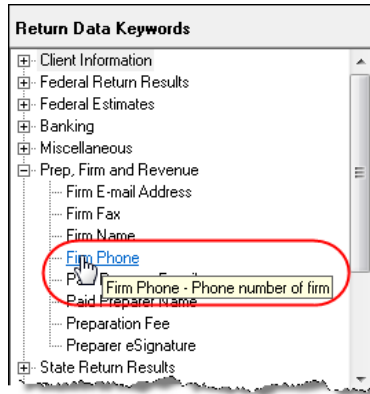 Return Data Keywords
Client Information
Federal Return Results
Federal Estimates
Banking
Miscellaneous
Prep, Firm and Revenue
Firm E-mail Address
Firm Fax
Firm Name
Firm Phone
Firm Phone - Phone number of firm
Paid Preparer Name
Preparation Fee
Preparer eSignature
State Return Results